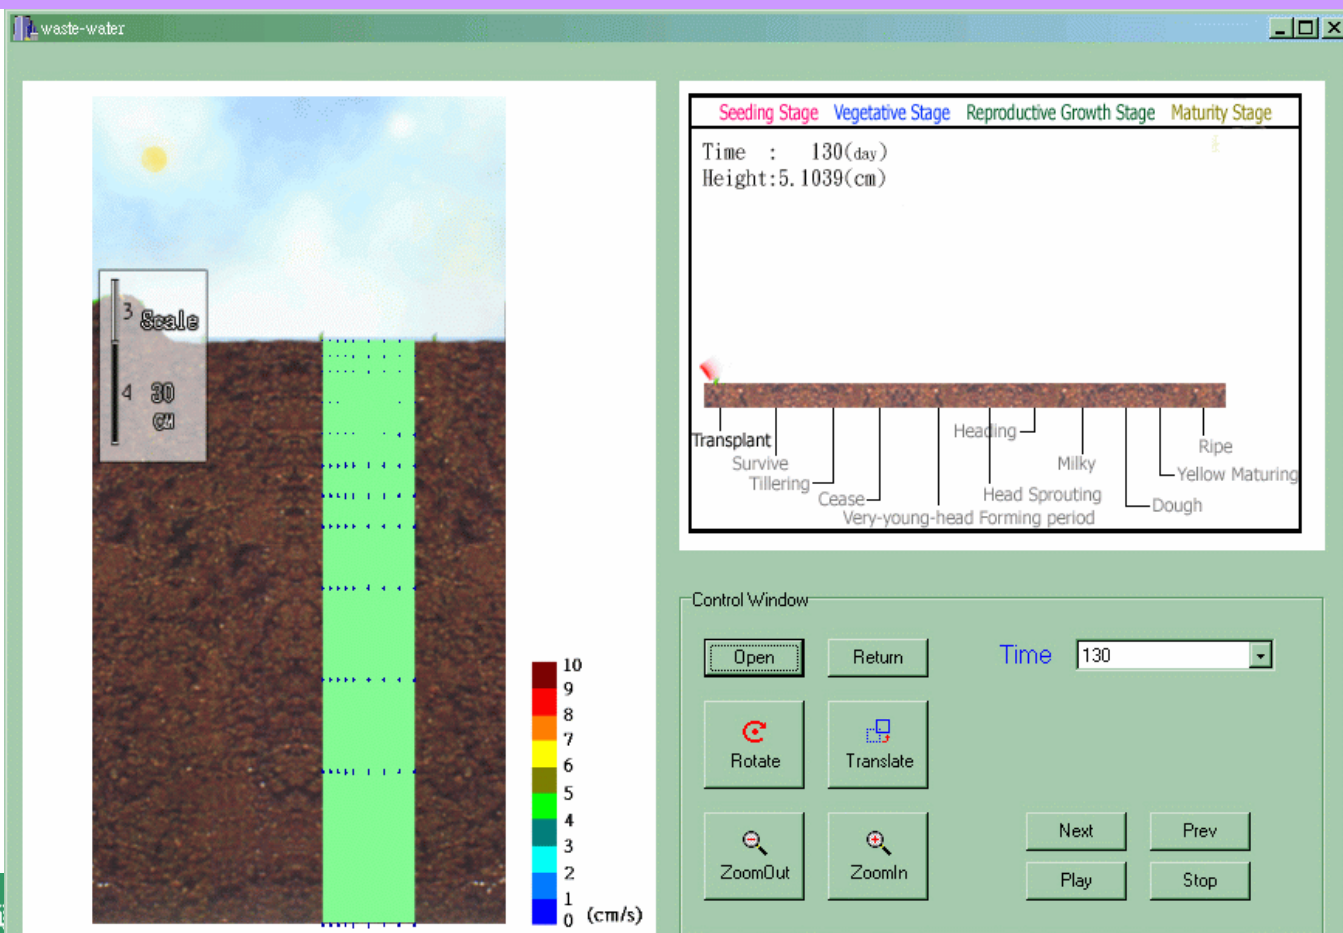 waste-water
3 Scale
4 30
CM
10
9
8
7
6
5
4
3
2
1
0 (cm/s)
Seeding Stage Vegetative Stage Reproductive Growth Stage Maturity Stage
Time : 130(day)
Height:5.1039(cm)
Transplant
Survive
Tillering
Cease
Very-young-head Forming period
Heading
Head Sprouting
Milky
Dough
Yellow Maturing
Ripe
Control Window
Open Return Time 130
Rotate Translate
ZoomOut ZoomIn
Next Prev
Play Stop